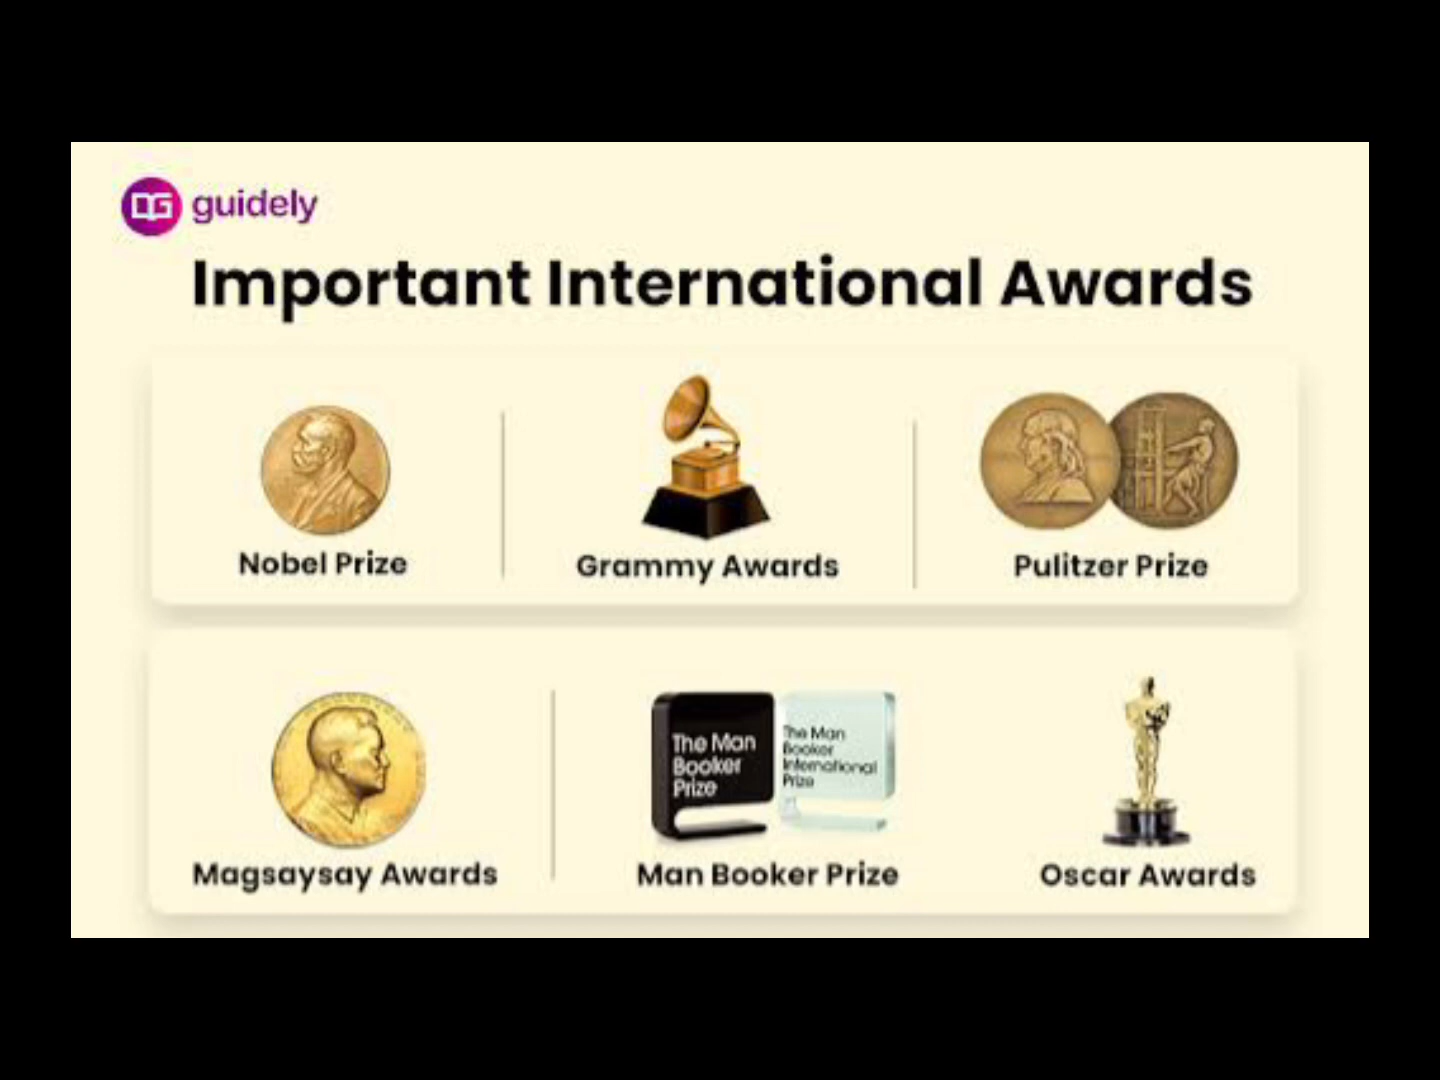 guidely
Important International Awards
Nobel Prize
Grammy Awards
Pulitzer Prize
The Man
Booker
Prize
The Man
Booker
International
Prize
Magsaysay Awards
Man Booker Prize
Oscar Awards